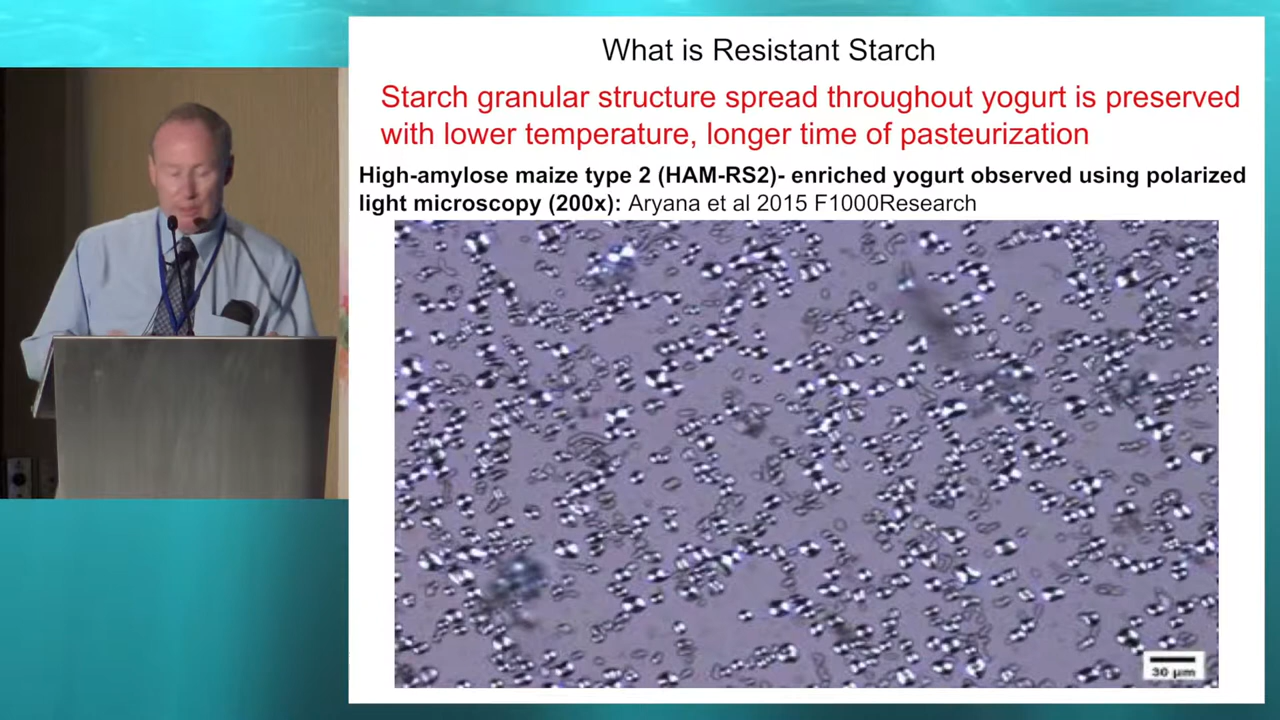 What is Resistant Starch
Starch granular structure spread throughout yogurt is preserved
with lower temperature, longer time of pasteurization
High-amylose maize type 2 (HAM-RS2)- enriched yogurt observed using polarized
light microscopy (200x): Aryana et al 2015 F1000Research
30 µm